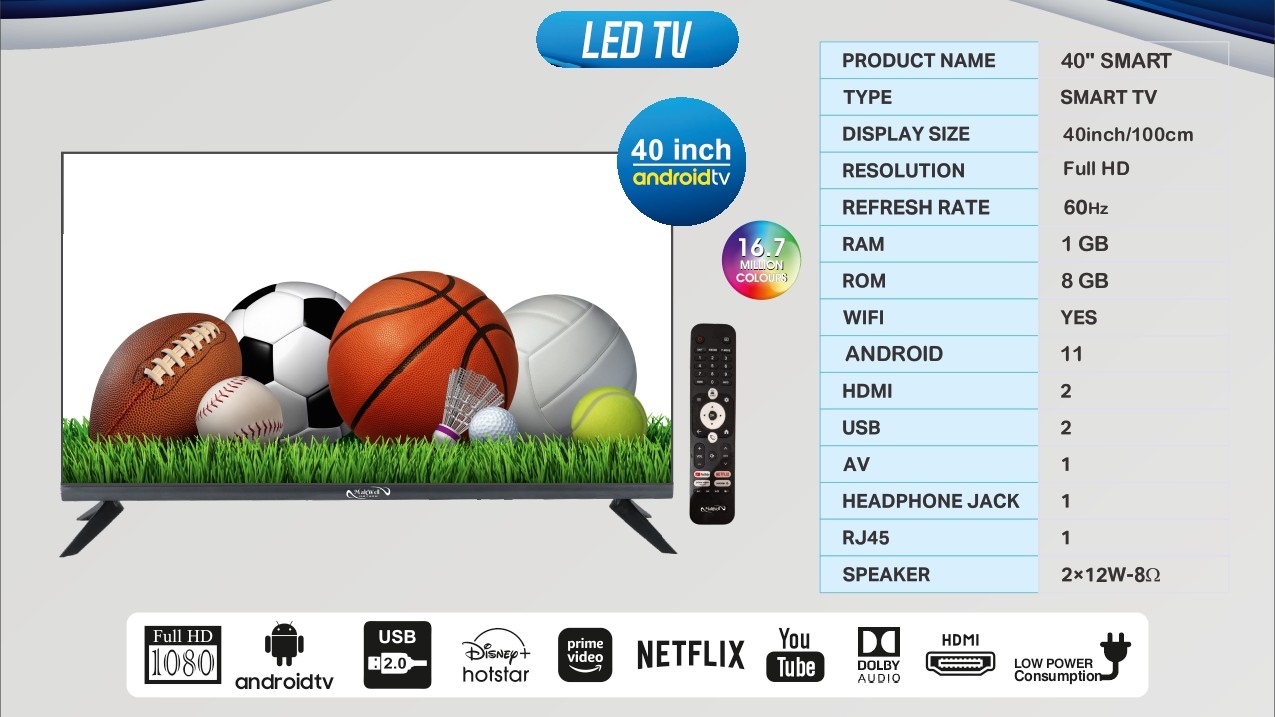 LED TV
40 inch
androidtv
16.7
MILLION
COLOURS
PRODUCT NAME 40" SMART
TYPE SMART TV
DISPLAY SIZE 40inch/100cm
RESOLUTION Full HD
REFRESH RATE 60Hz
RAM 1 GB
ROM 8 GB
WIFI YES
ANDROID 11
HDMI 2
USB 2
AV 1
HEADPHONE JACK 1
RJ45 1
SPEAKER 2×12W-8Ω
Full HD
1080
androidtv
USB
2.0
Disney+
hotstar
prime
video
NETFLIX
You
Tube
DOLBY
AUDIO
HDMI
LOW POWER
Consumption